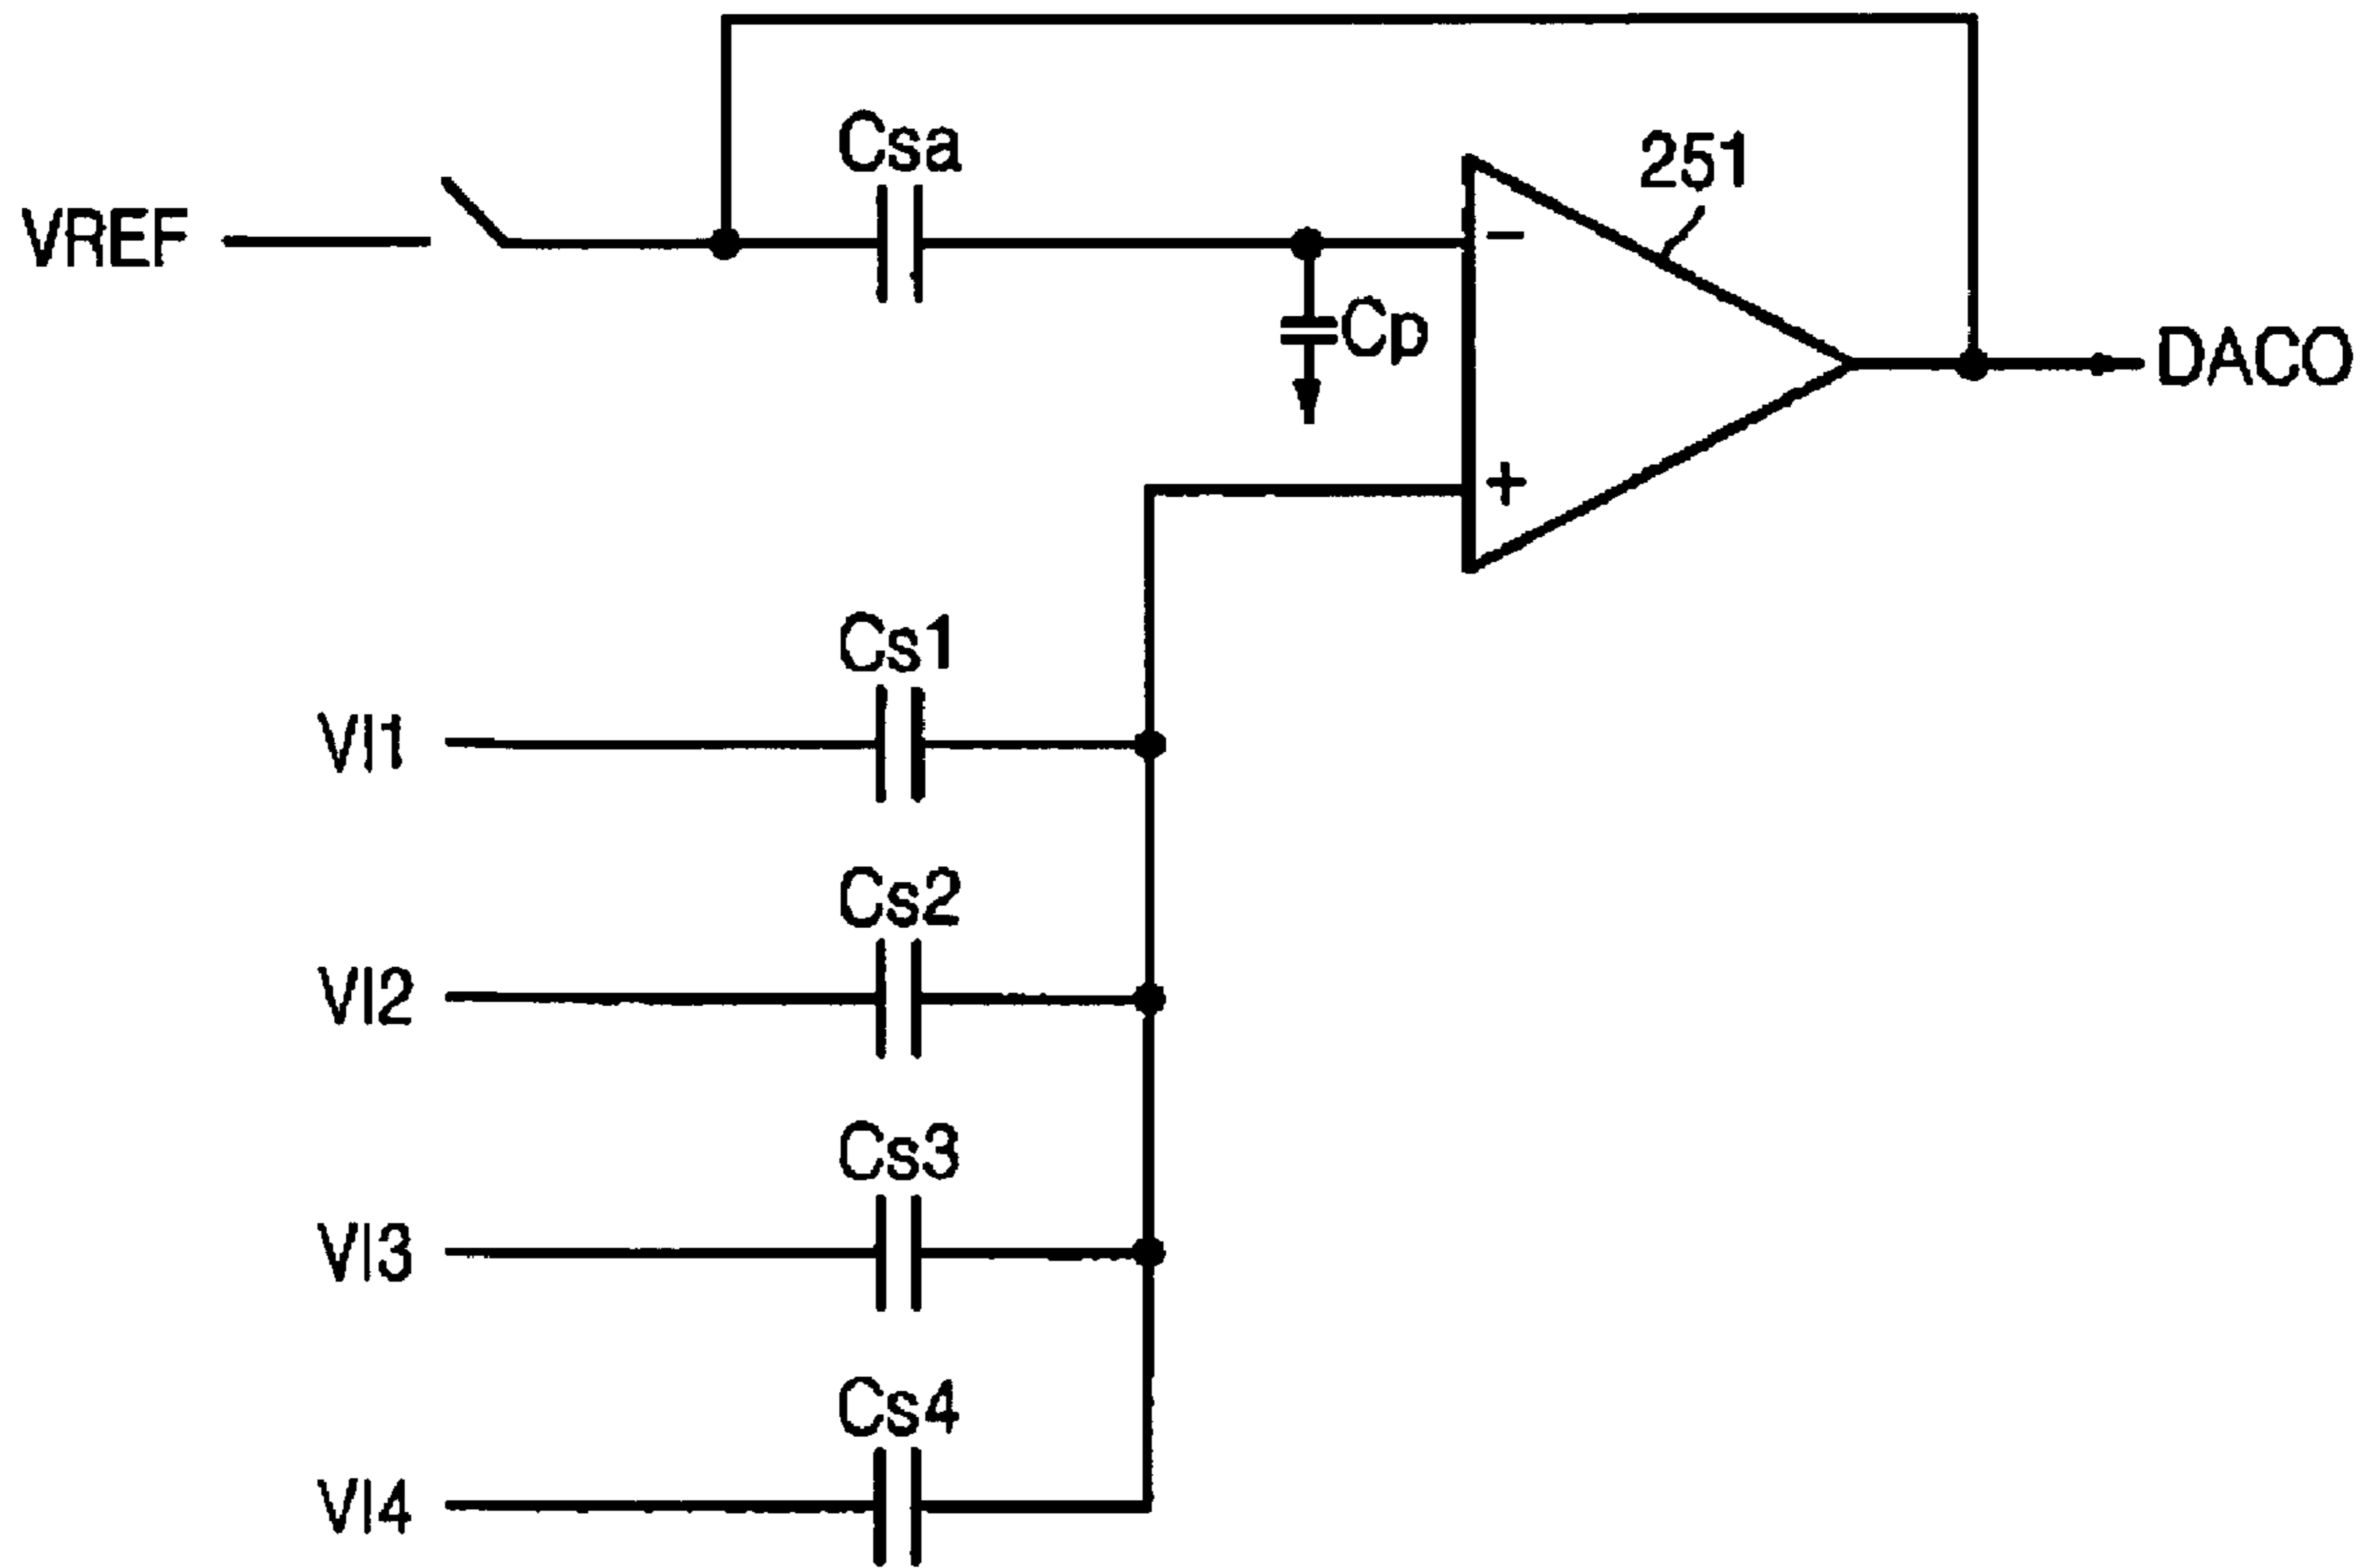 Csa
251
VREF
−
Cp
DACO
+
Cs1
VI1
Cs2
VI2
Cs3
VI3
Cs4
VI4